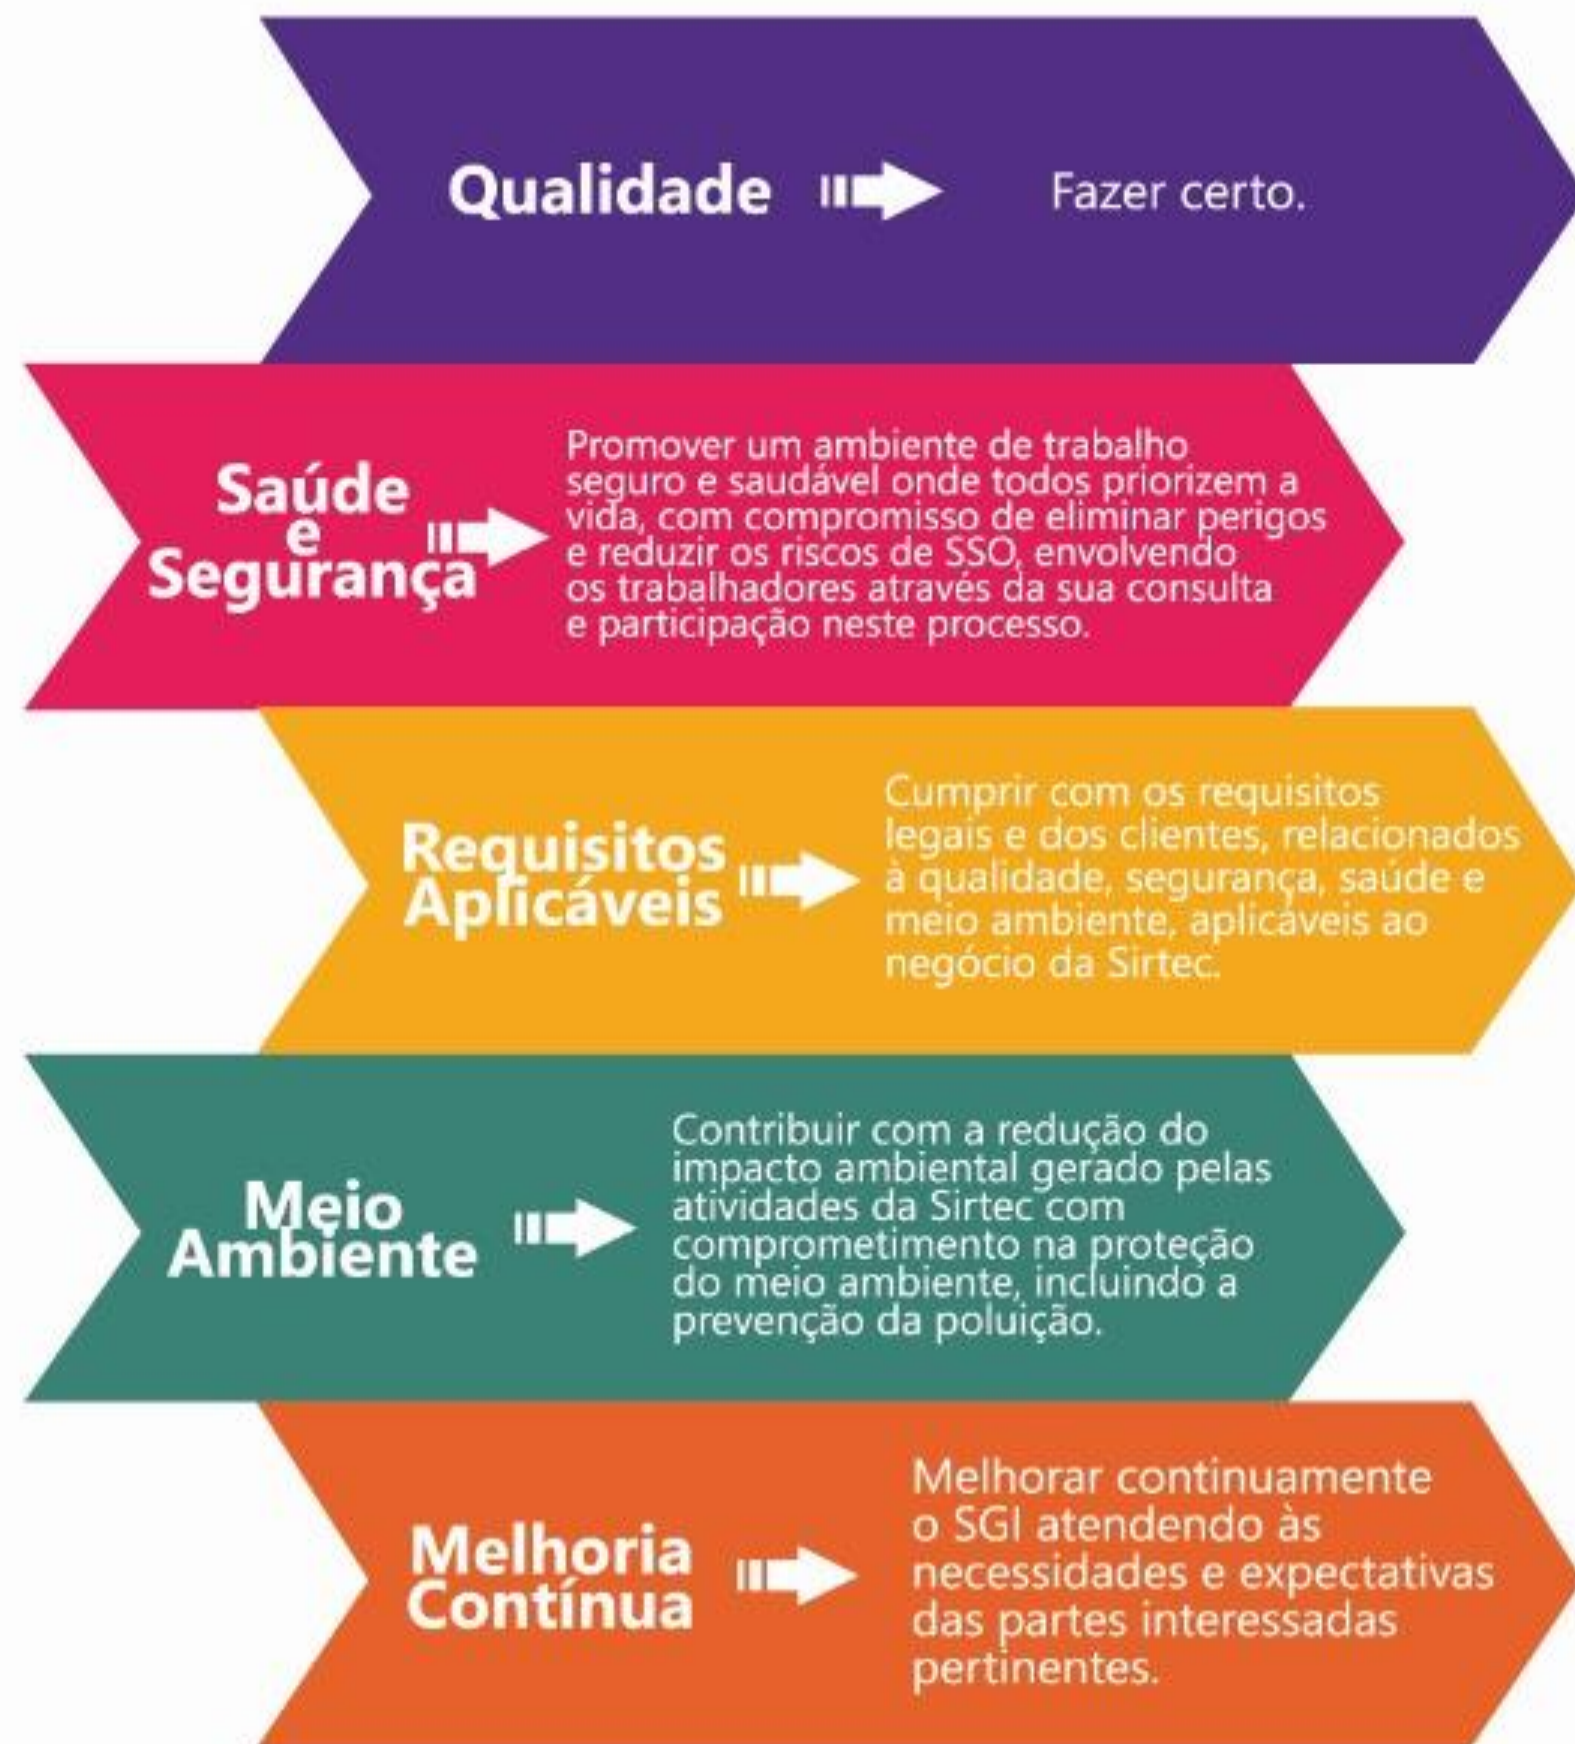 Qualidade
Fazer certo.
Saúde
e
Segurança
Promover um ambiente de trabalho
seguro e saudável onde todos priorizem a
vida, com compromisso de eliminar perigos
e reduzir os riscos de SSO, envolvendo
os trabalhadores através da sua consulta
e participação neste processo.
Requisitos
Aplicáveis
Cumprir com os requisitos
legais e dos clientes, relacionados
à qualidade, segurança, saúde e
meio ambiente, aplicáveis ao
negócio da Sirtec.
Meio
Ambiente
Contribuir com a redução do
impacto ambiental gerado pelas
atividades da Sirtec com
comprometimento na proteção
do meio ambiente, incluindo a
prevenção da poluição.
Melhoria
Contínua
Melhorar continuamente
o SGI atendendo às
necessidades e expectativas
das partes interessadas
pertinentes.